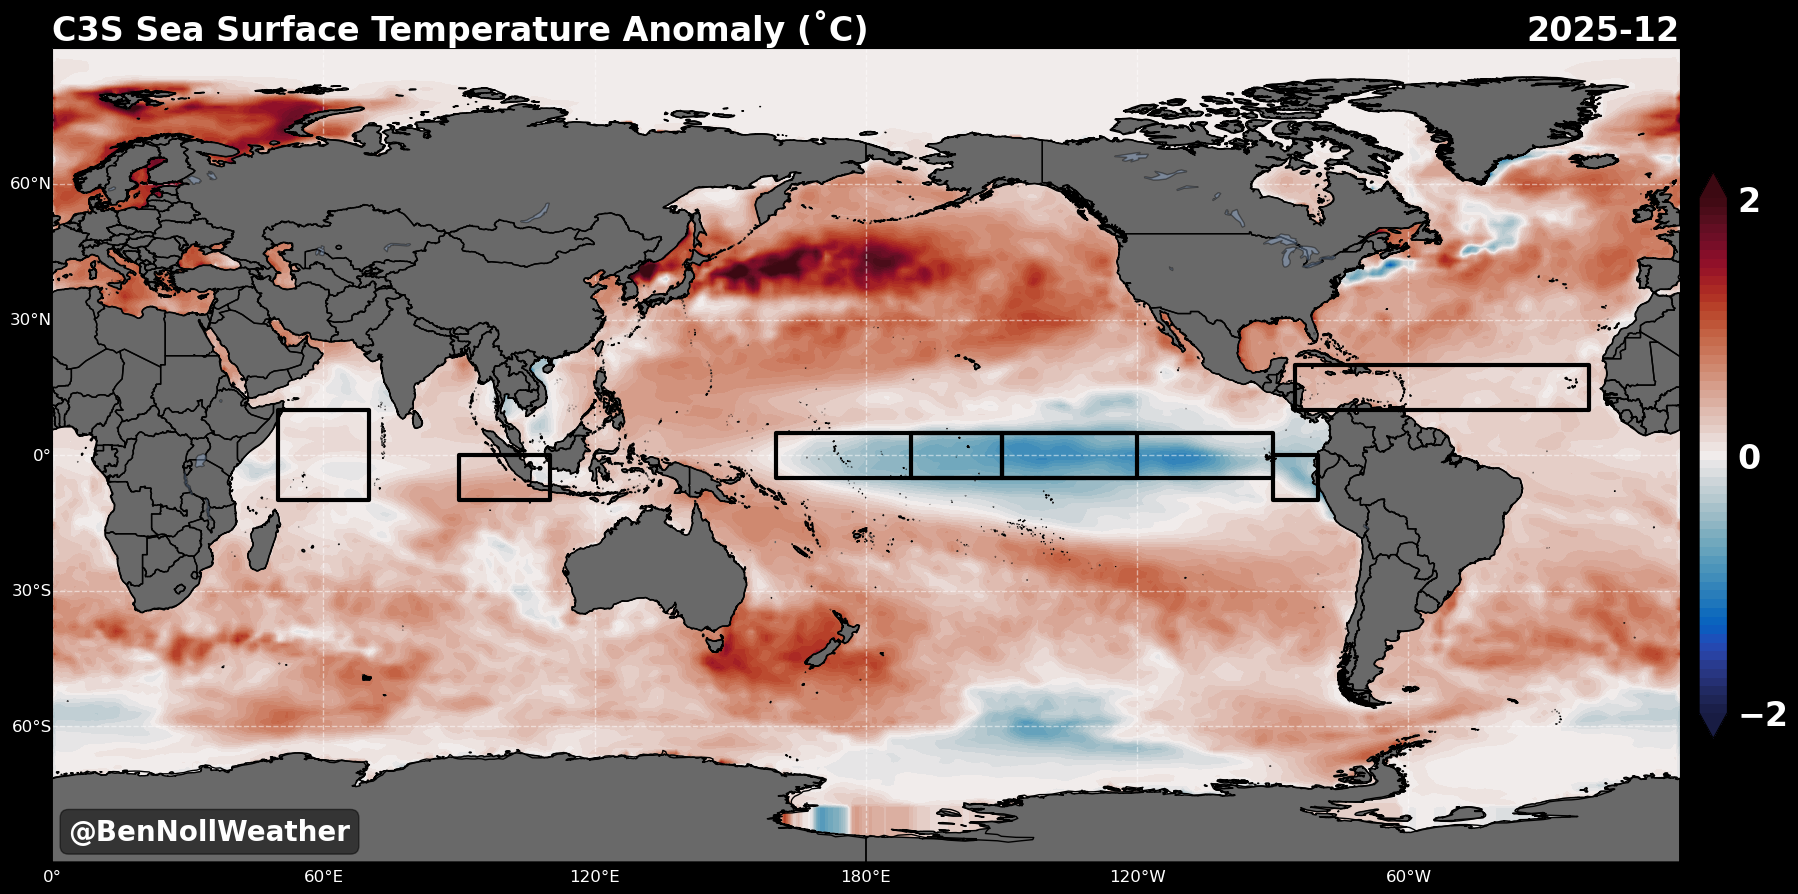 C3S Sea Surface Temperature Anomaly (˚C) 2025-12
60°N
30°N
0°
30°S
60°S
0° 60°E 120°E 180°E 120°W 60°W
2
0
−2
@BenNollWeather